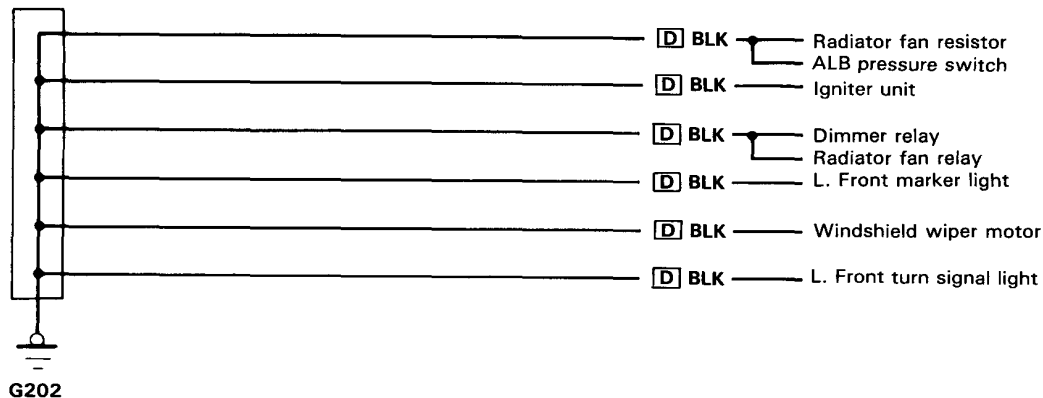 D BLK Radiator fan resistor
ALB pressure switch
D BLK Igniter unit
D BLK Dimmer relay
Radiator fan relay
D BLK L. Front marker light
D BLK Windshield wiper motor
D BLK L. Front turn signal light
G202